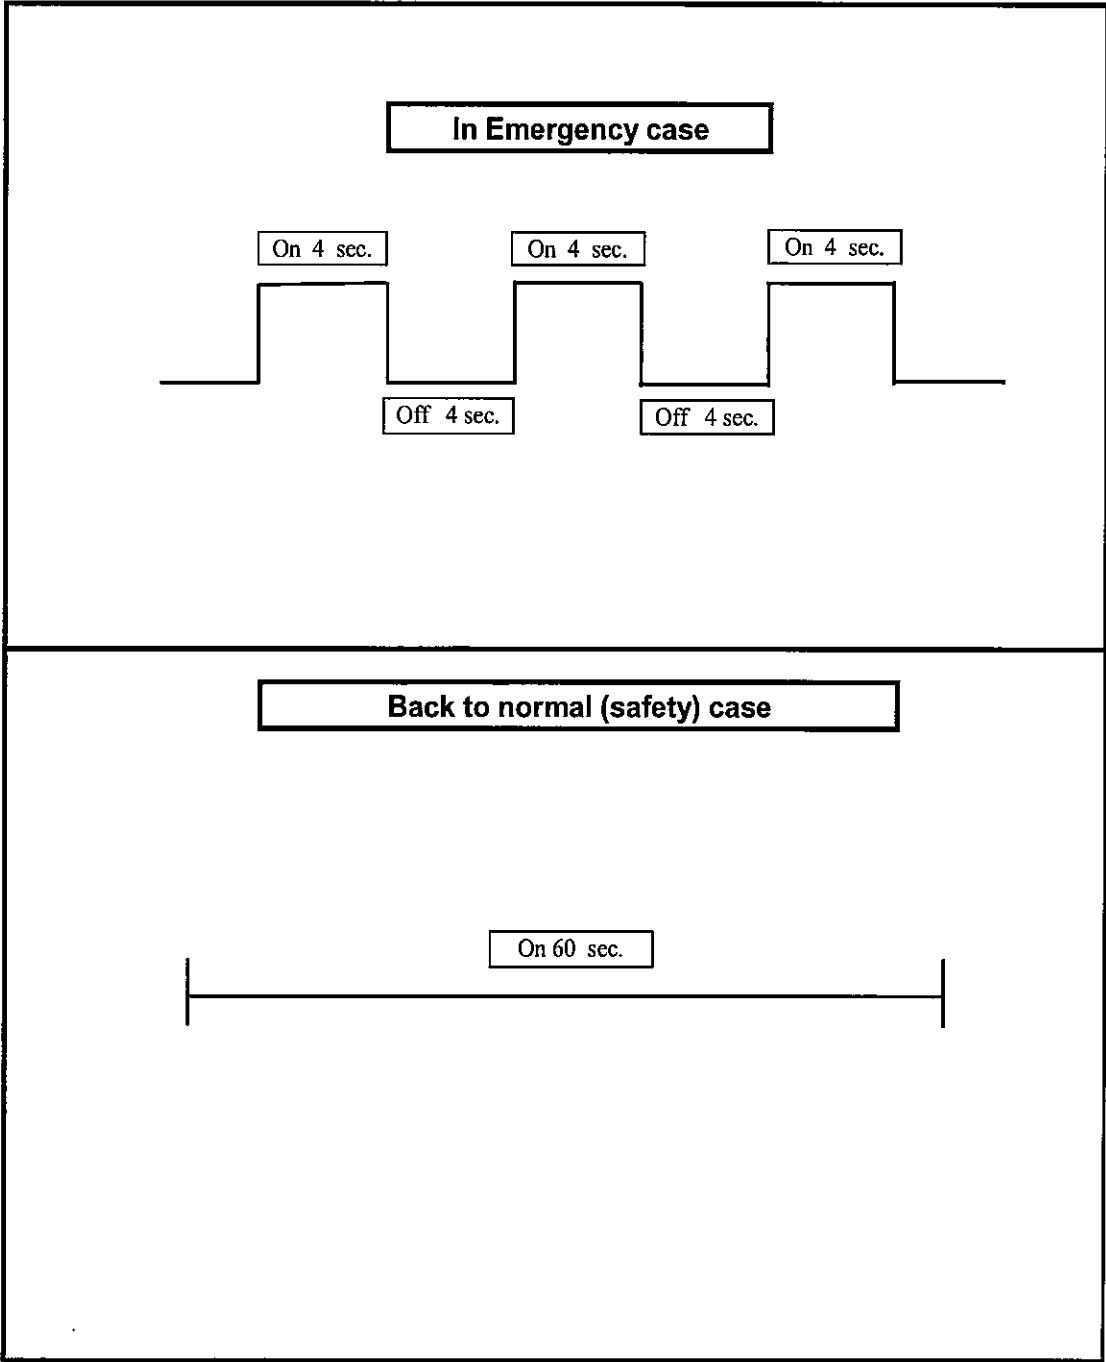 In Emergency case
On 4 sec.
On 4 sec.
On 4 sec.
Off 4 sec.
Off 4 sec.
Back to normal (safety) case
On 60 sec.